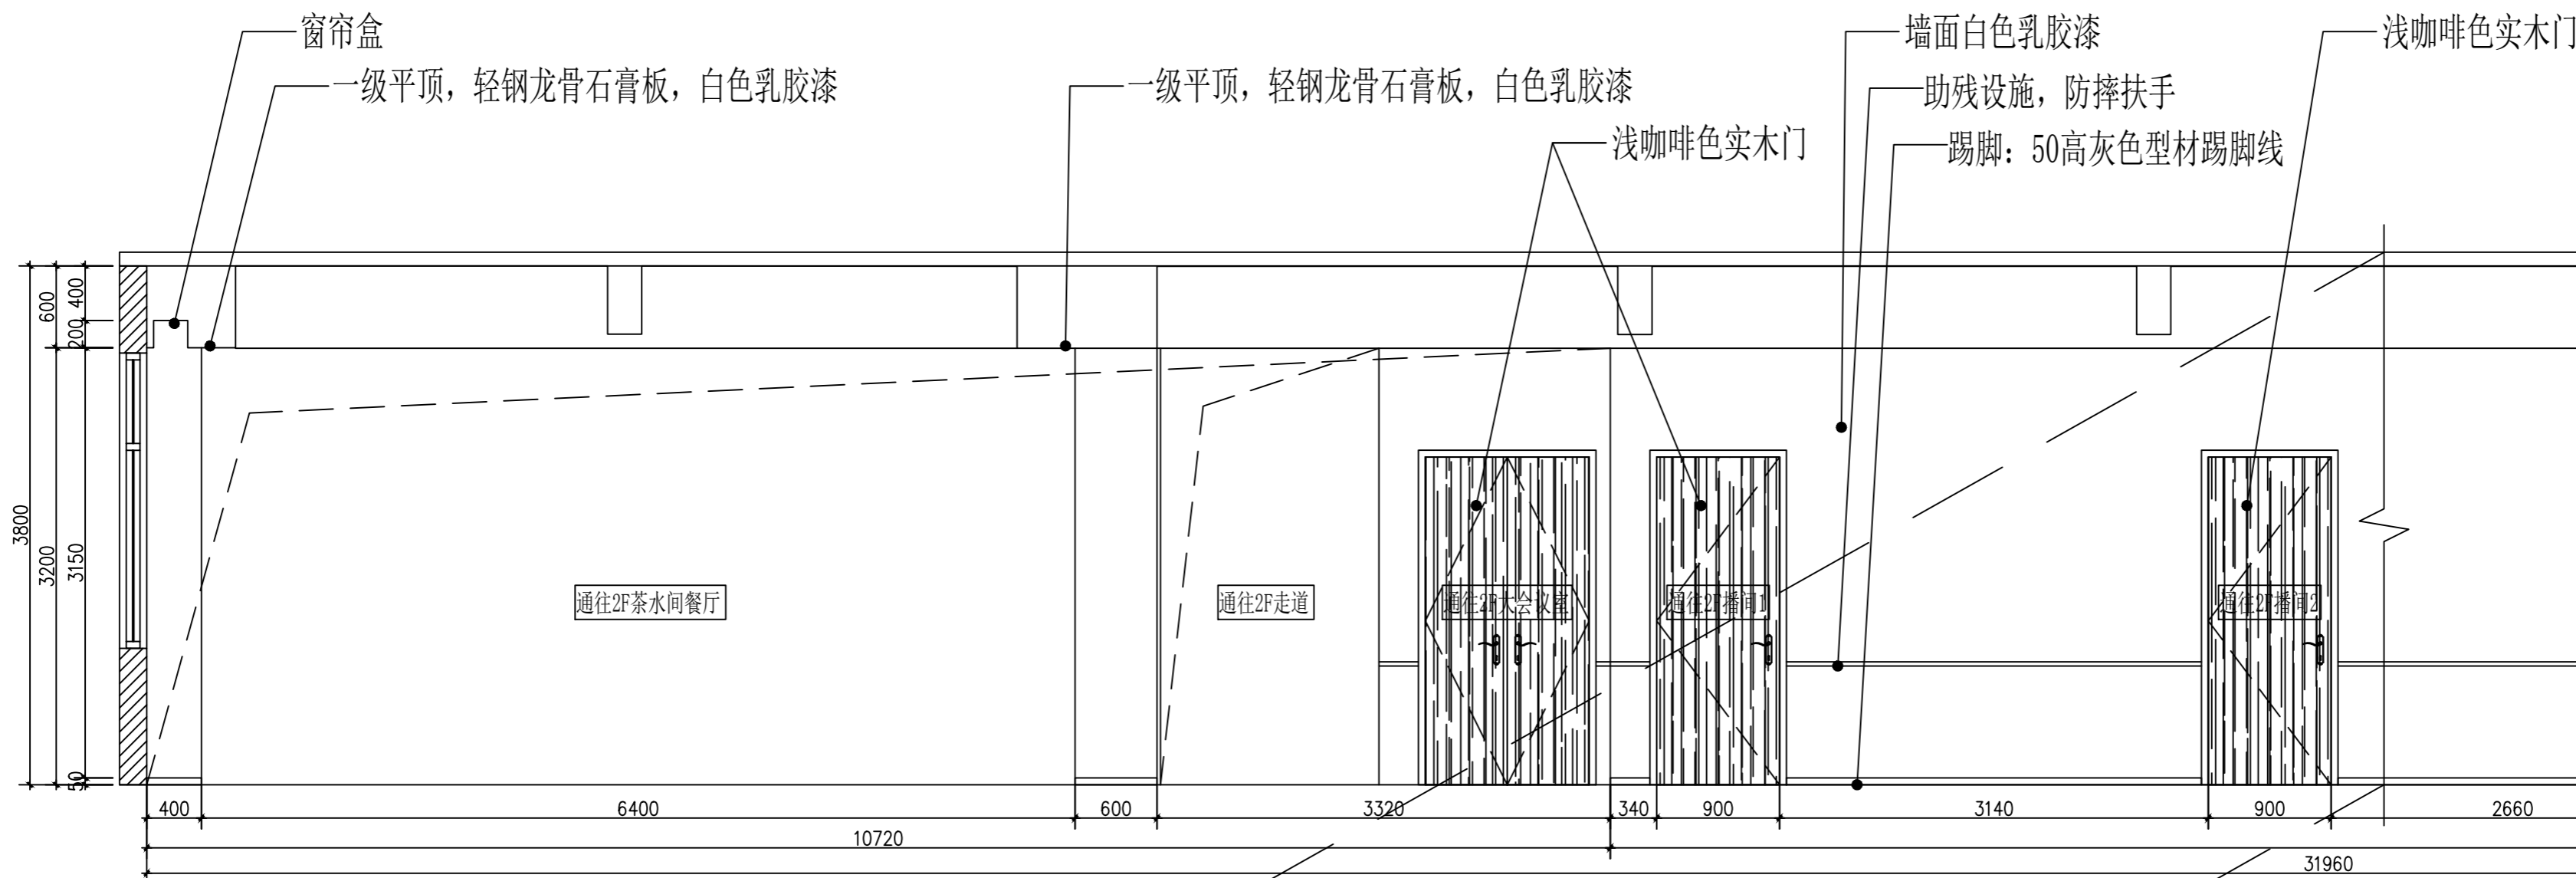 窗帘盒
墙面白色乳胶漆
浅咖啡色实木门
一级平顶，轻钢龙骨石膏板，白色乳胶漆
一级平顶，轻钢龙骨石膏板，白色乳胶漆
助残设施，防摔扶手
浅咖啡色实木门
踢脚：50高灰色型材踢脚线
600
400
200
3800
3200
3150
50
通往2F茶水间餐厅
通往2F走道
通往2F大会议室
通往2F播间1
通往2F播间2
400
6400
600
3320
340
900
3140
900
2660
10720
31960